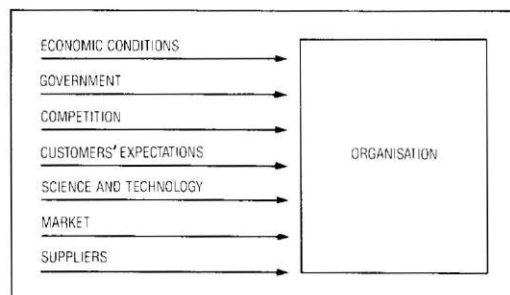 ECONOMIC CONDITIONS
GOVERNMENT
COMPETITION
CUSTOMERS' EXPECTATIONS
ORGANISATION
SCIENCE AND TECHNOLOGY
MARKET
SUPPLIERS